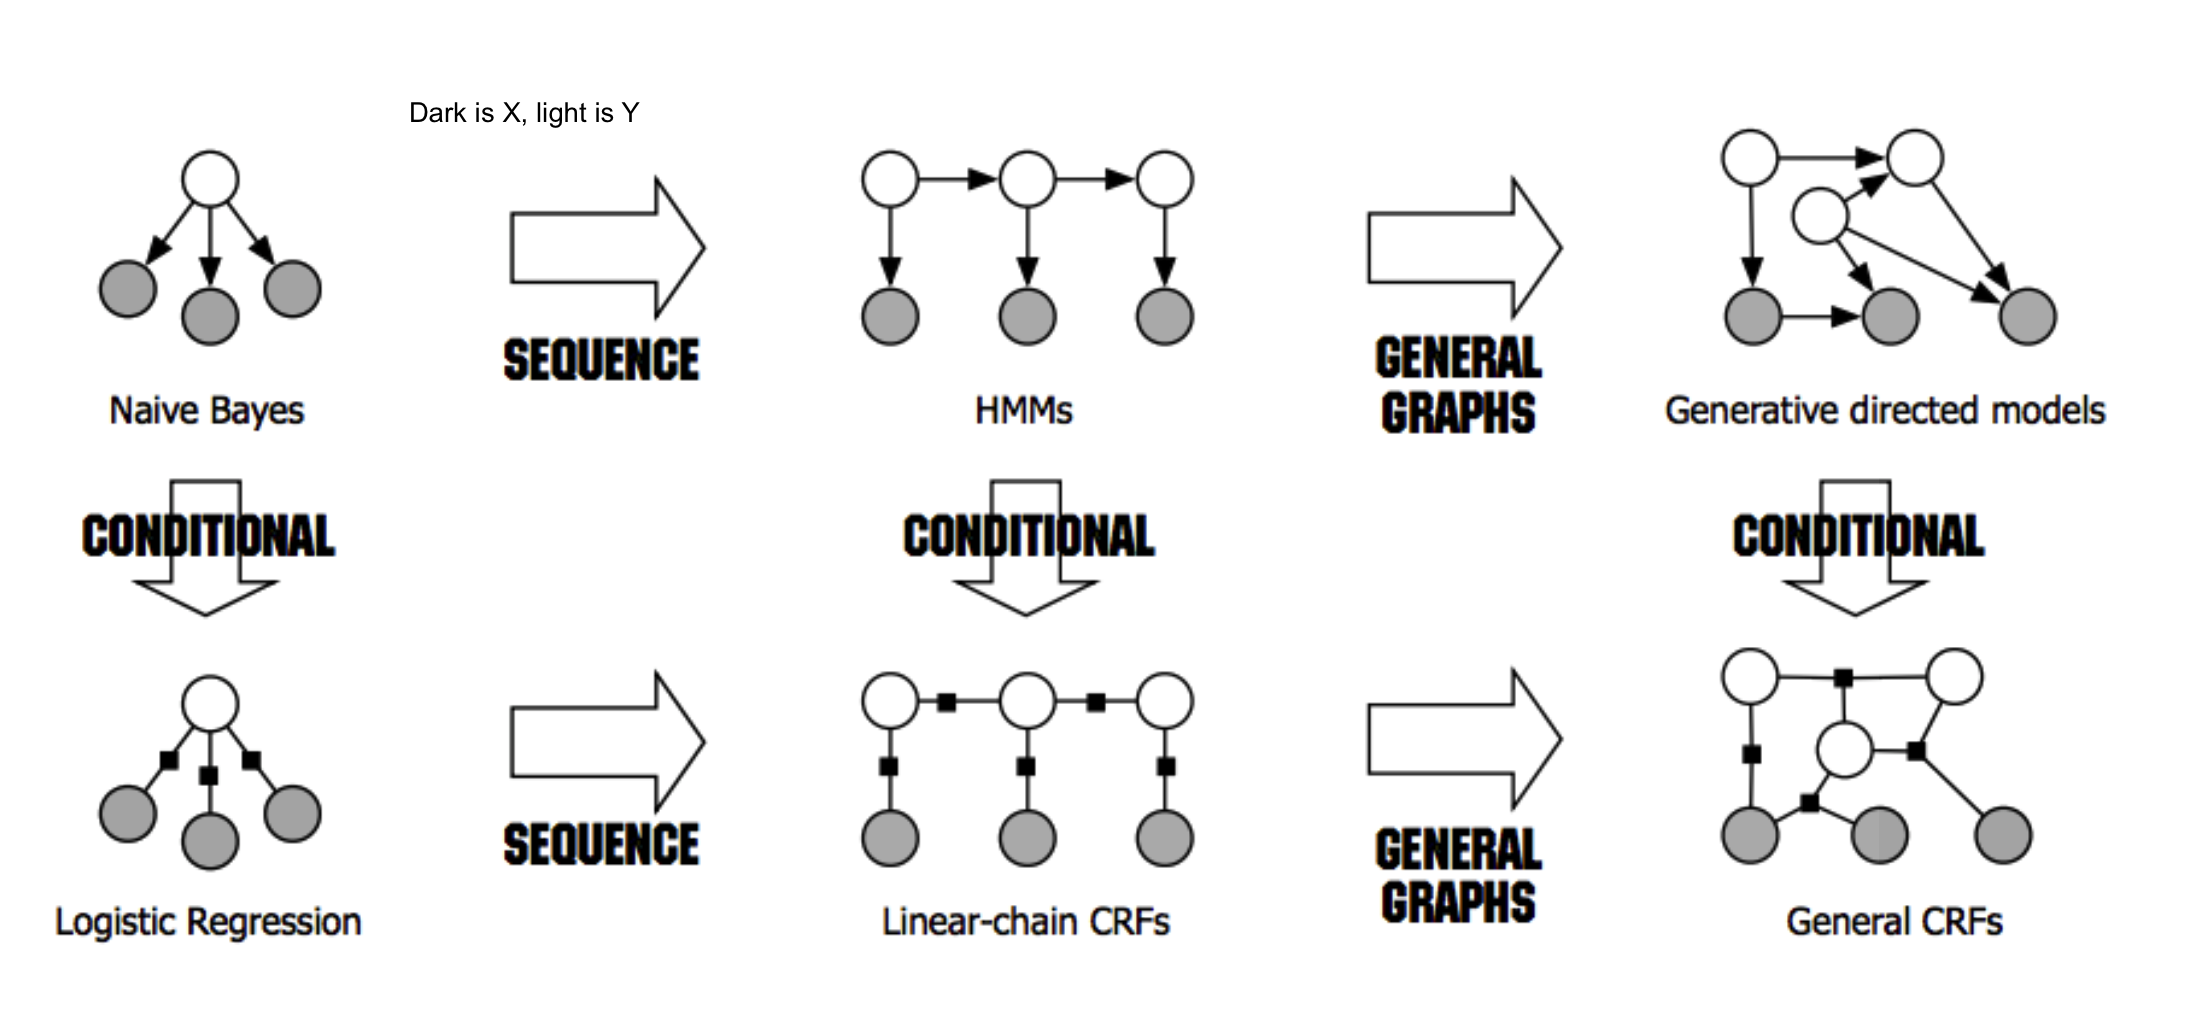 Dark is X, light is Y
SEQUENCE
GENERAL
GRAPHS
Naive Bayes
HMMs
Generative directed models
CONDITIONAL
CONDITIONAL
CONDITIONAL
SEQUENCE
GENERAL
GRAPHS
Logistic Regression
Linear-chain CRFs
General CRFs